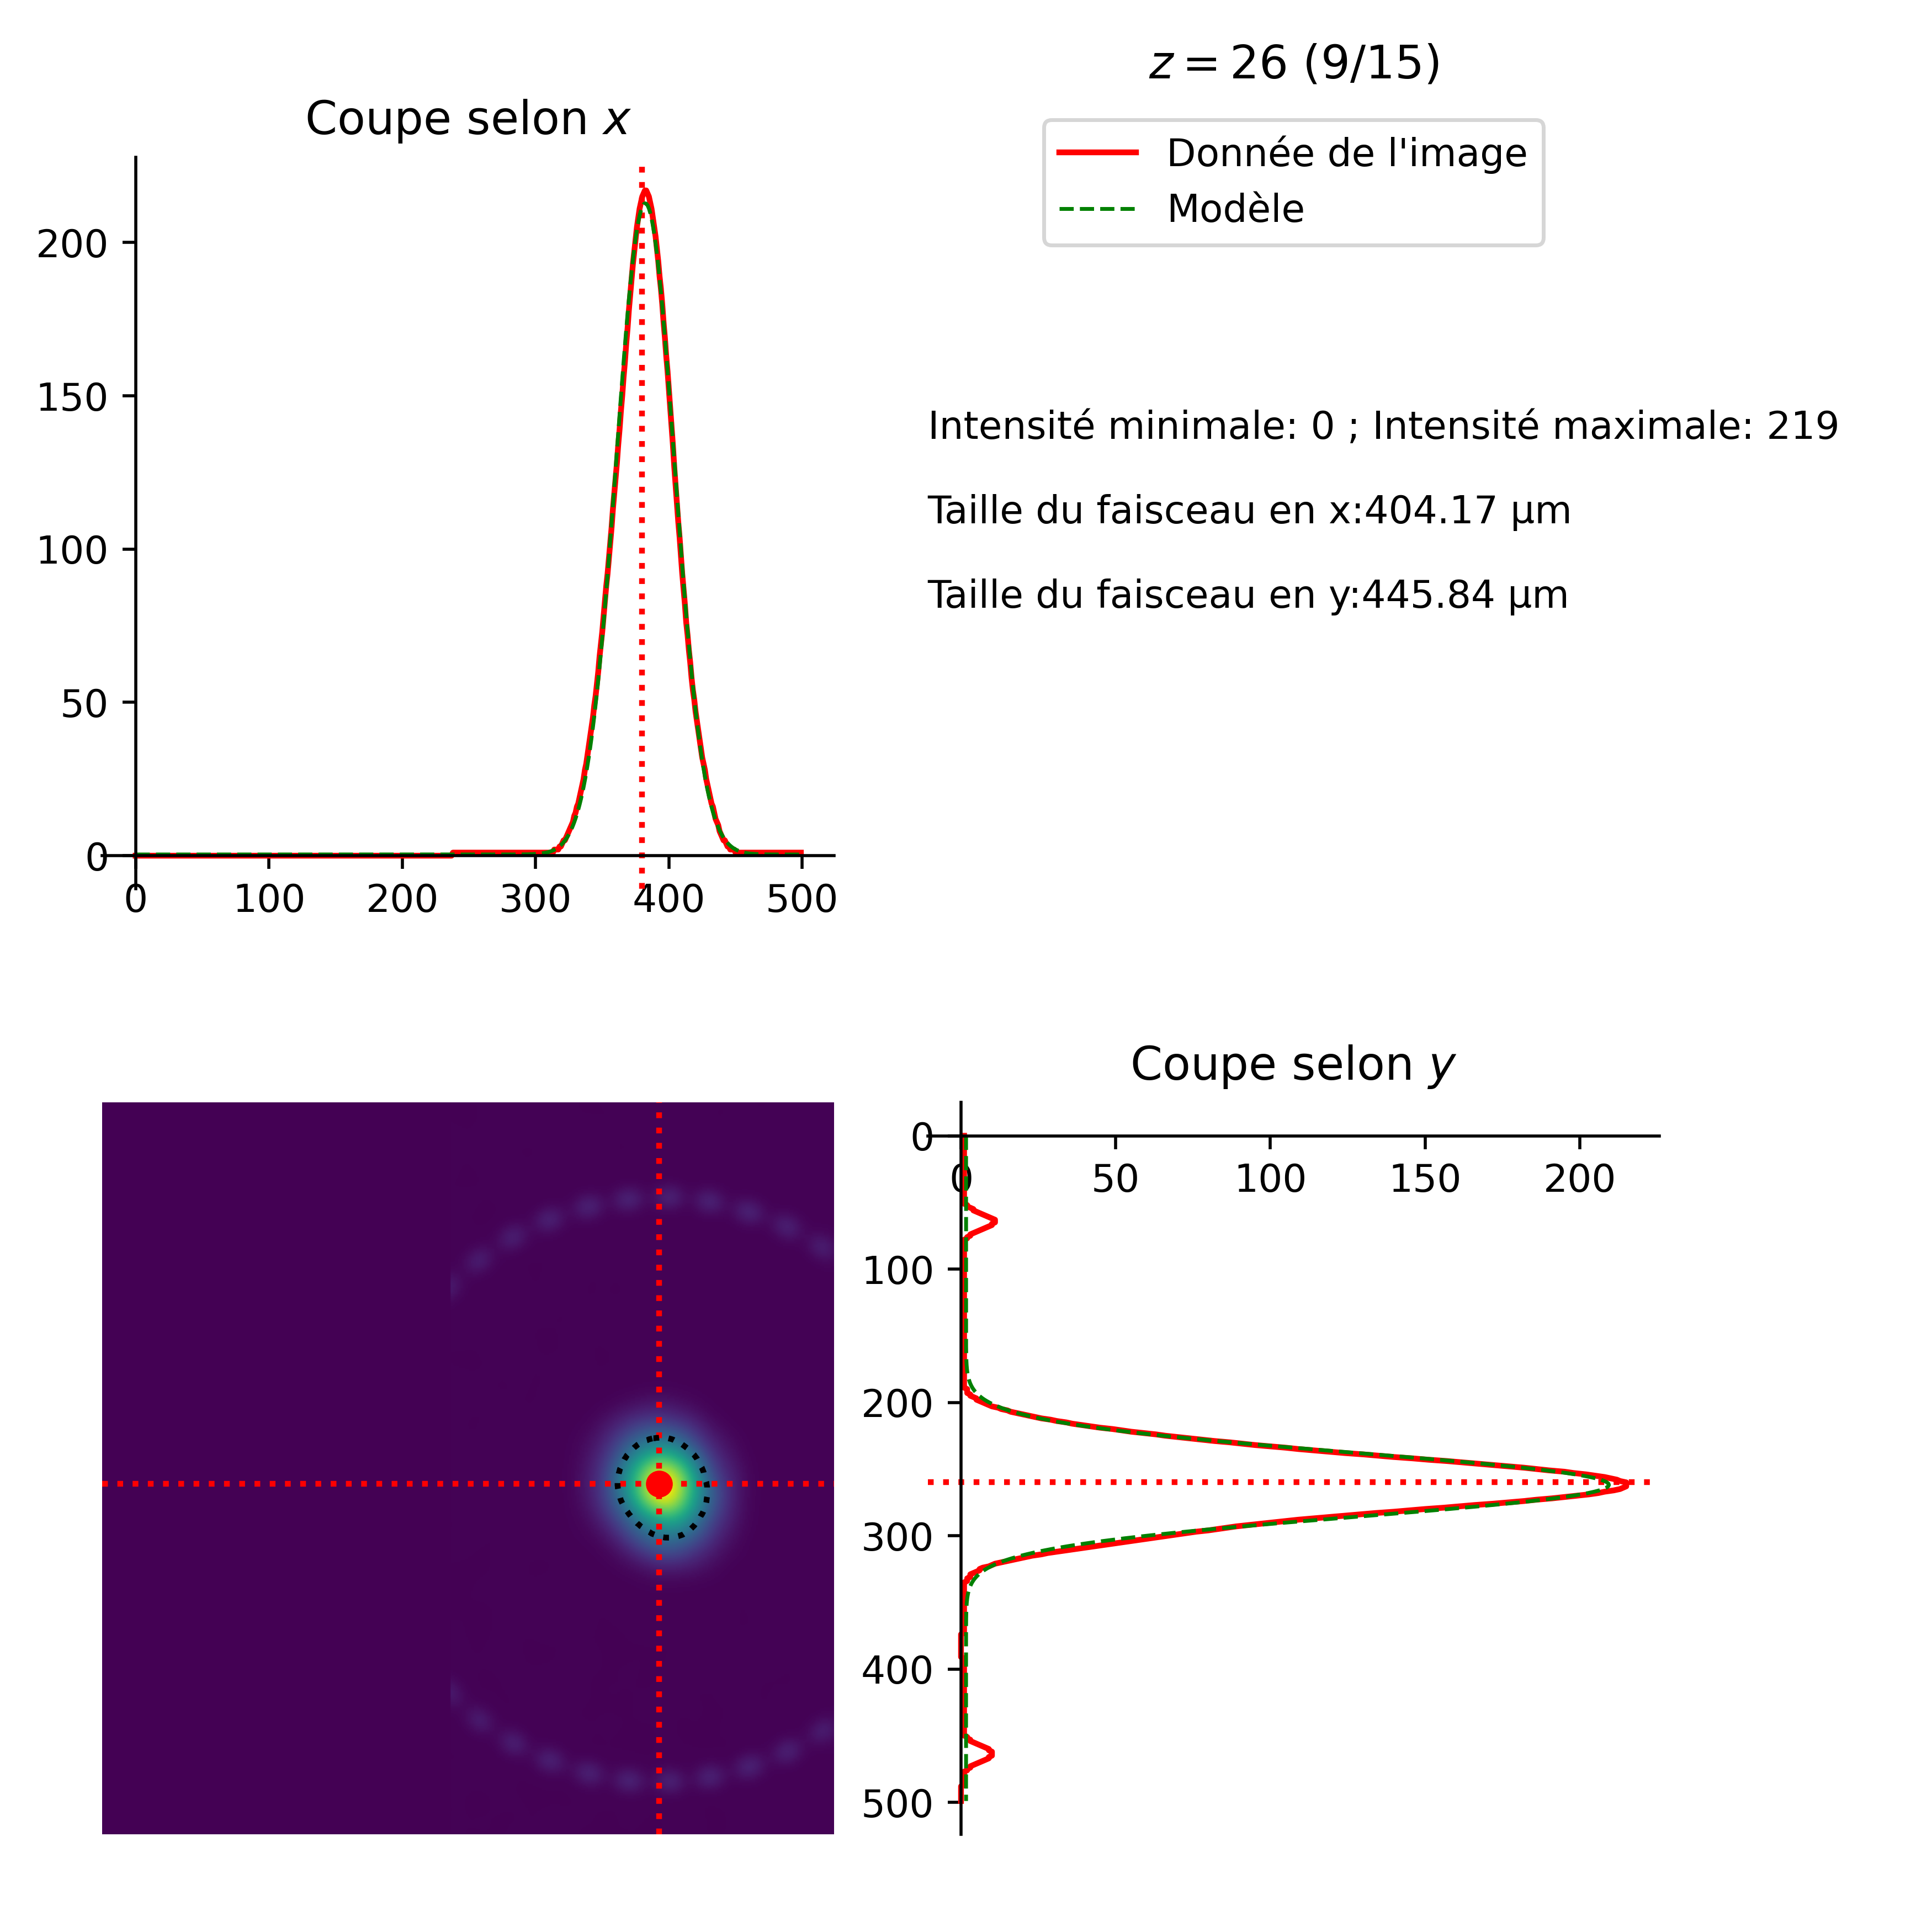 z = 26 (9/15)
Coupe selon x
Donnée de l'image
Modèle
200
150
100
50
0
0 100 200 300 400 500
Intensité minimale: 0 ; Intensité maximale: 219
Taille du faisceau en x:404.17 µm
Taille du faisceau en y:445.84 µm
Coupe selon y
0
0 50 100 150 200
100
200
300
400
500